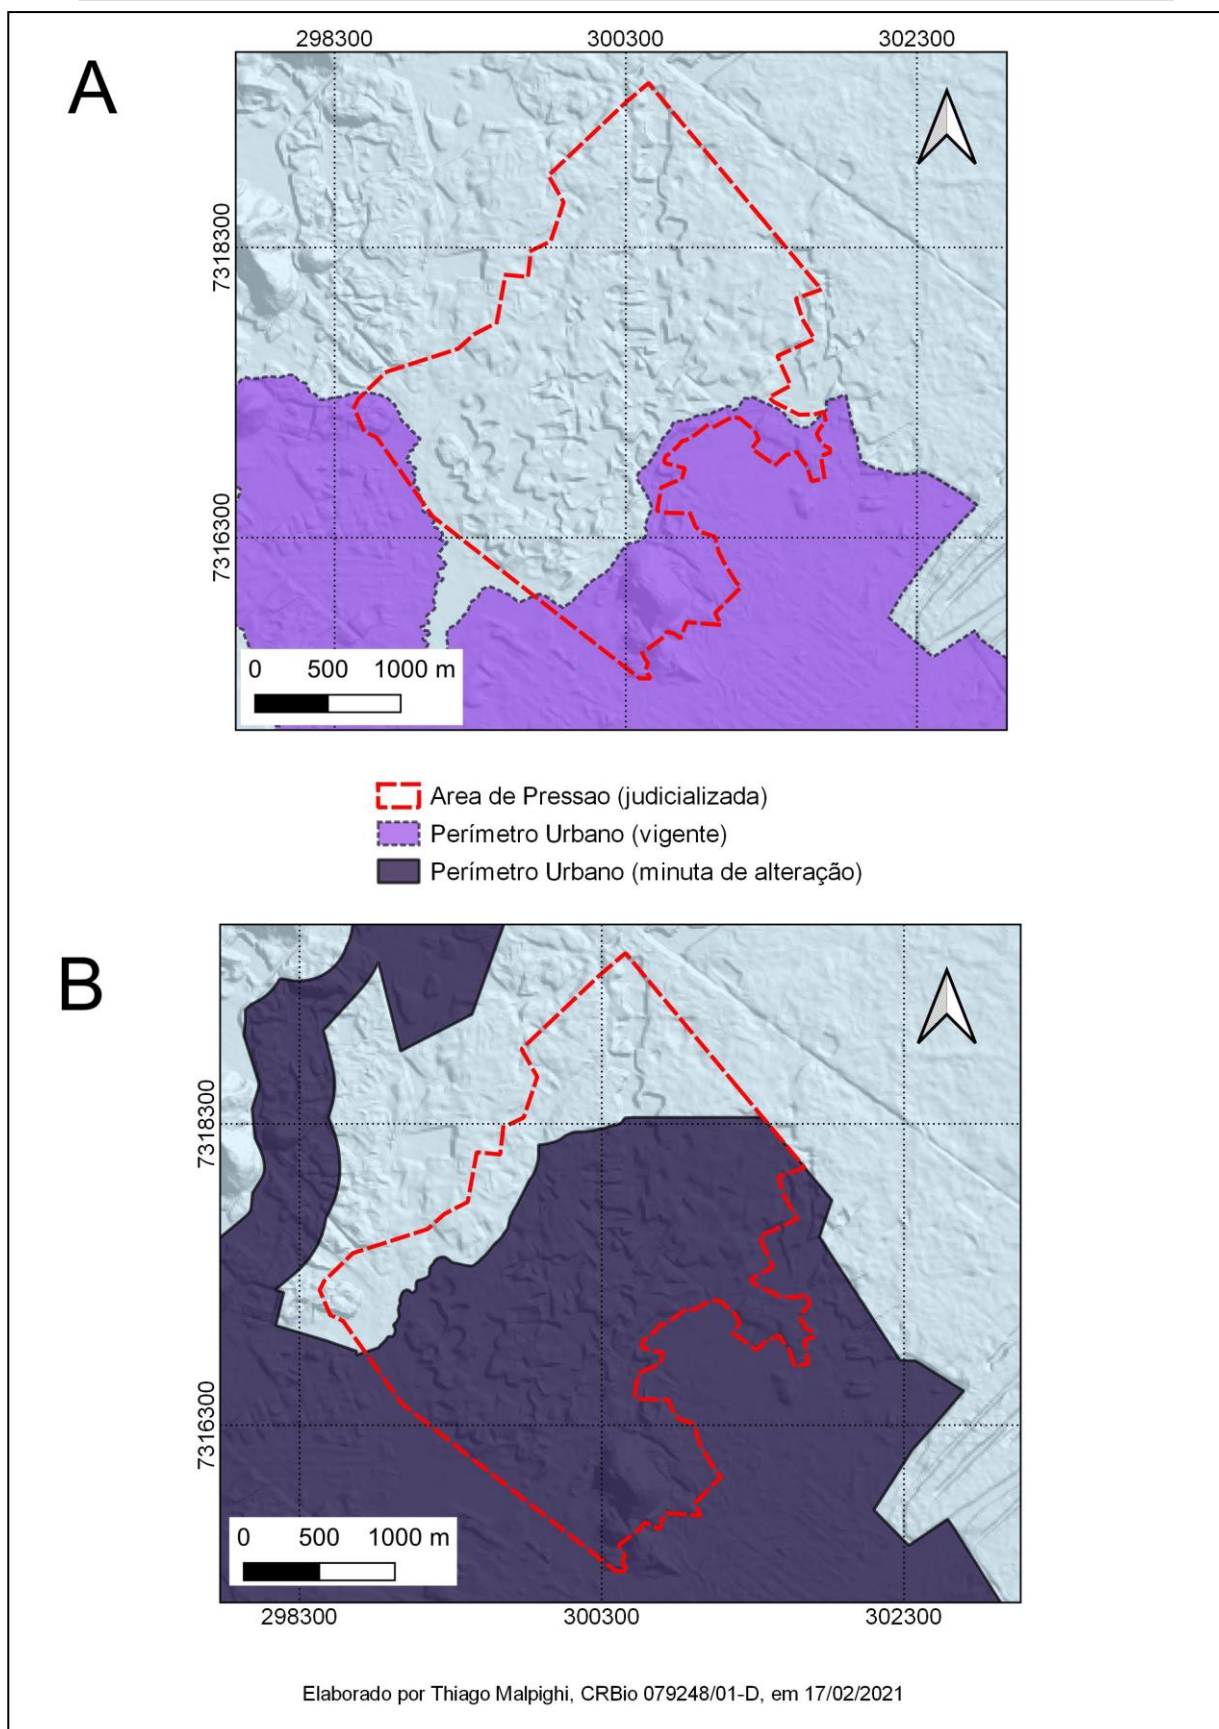 A
298300 300300 302300
7318300
7316300
0 500 1000 m
Area de Pressao (judicializada)
Perímetro Urbano (vigente)
Perímetro Urbano (minuta de alteração)
B
7318300
7316300
0 500 1000 m
298300 300300 302300
Elaborado por Thiago Malpighi, CRBio 079248/01-D, em 17/02/2021